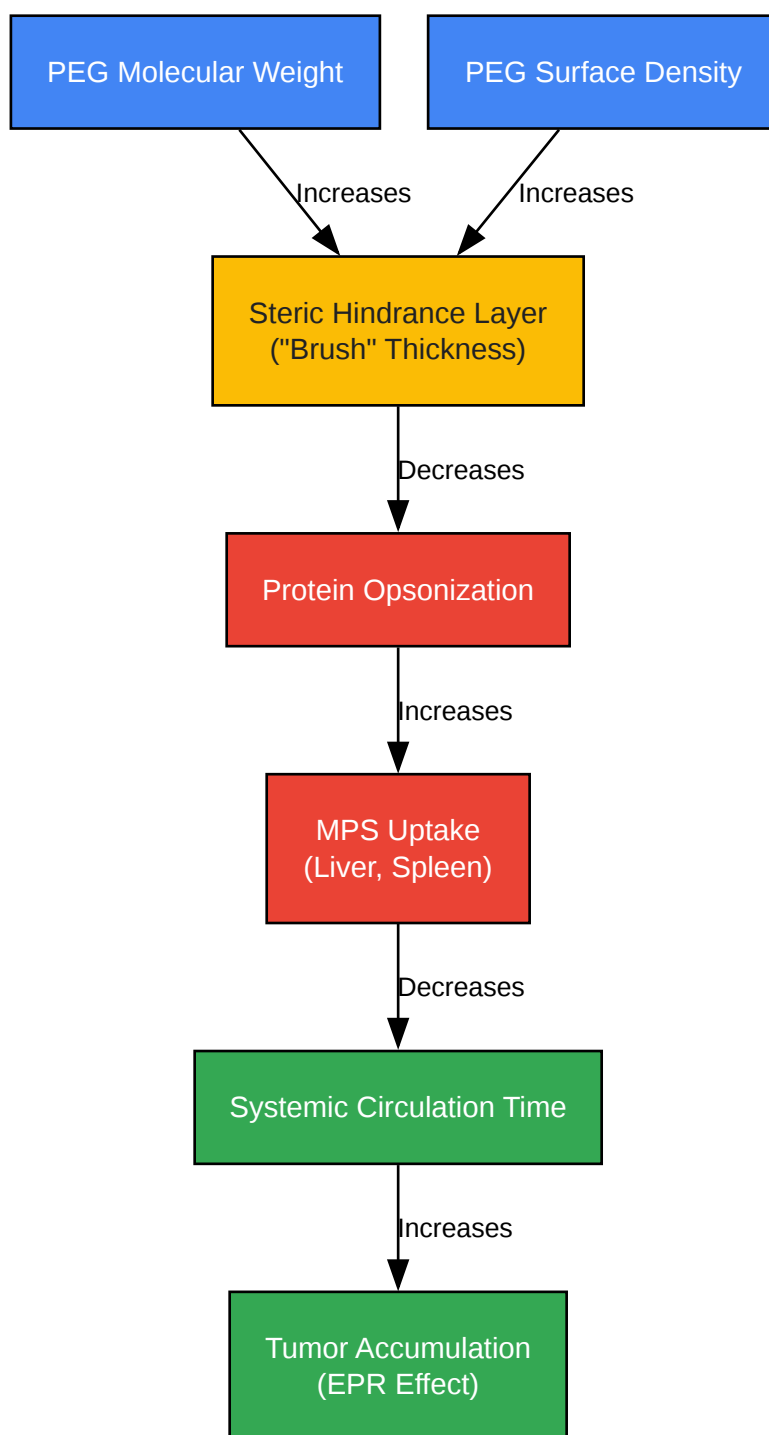 PEG Molecular Weight
PEG Surface Density
Increases
Increases
Steric Hindrance Layer
("Brush" Thickness)
Decreases
Protein Opsonization
Increases
MPS Uptake
(Liver, Spleen)
Decreases
Systemic Circulation Time
Increases
Tumor Accumulation
(EPR Effect)